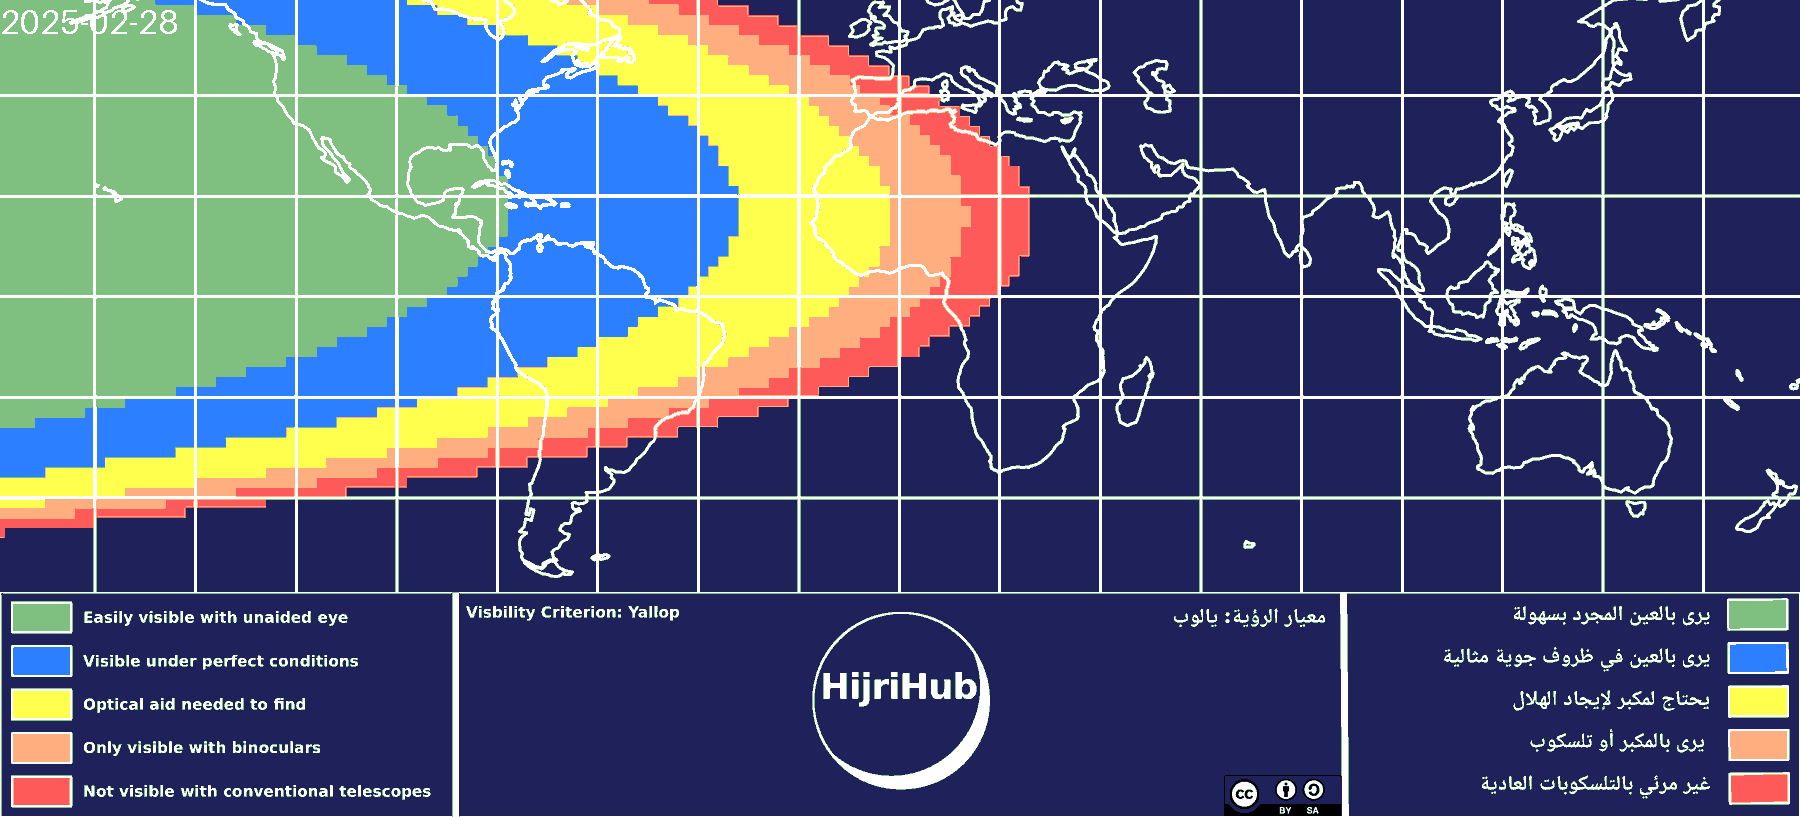 2025-02-28
Easily visible with unaided eye
Visible under perfect conditions
Optical aid needed to find
Only visible with binoculars
Not visible with conventional telescopes
Visbility Criterion: Yallop
معيار الرؤية: يالوب
HijriHub
cc
BY SA
يرى بالعين المجرد بسهولة
يرى بالعين في ظروف جوية مثالية
يحتاج لمكبر لإيجاد الهلال
يرى بالمكبر أو تلسكوب
غير مرئي بالتلسكوبات العادية